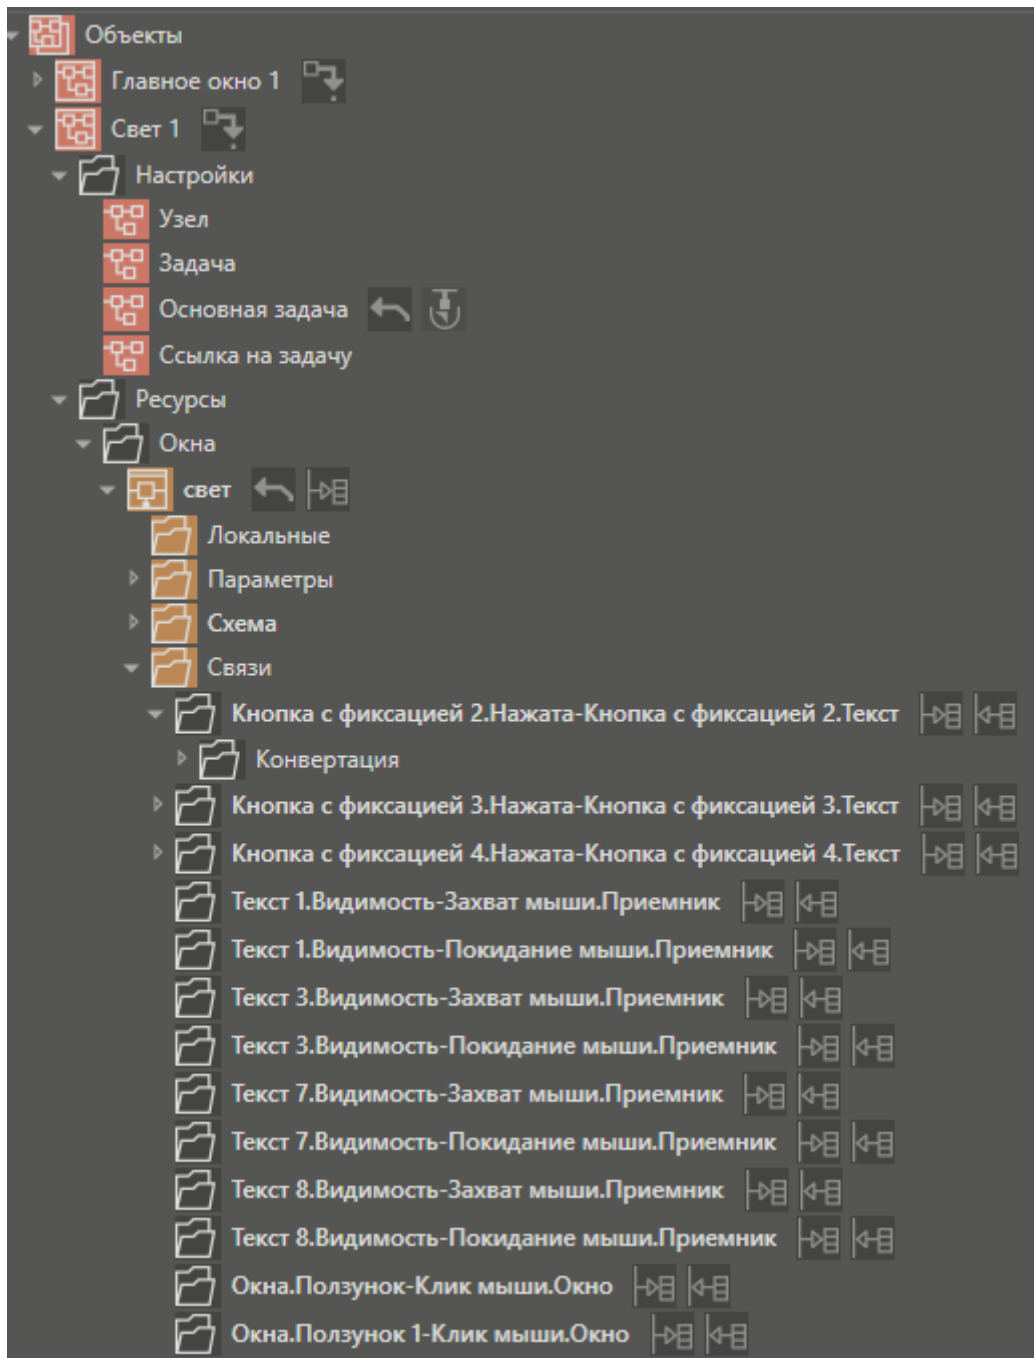 Объекты
Главное окно 1
Свет 1
Настройки
Узел
Задача
Основная задача
Ссылка на задачу
Ресурсы
Окна
свет
Локальные
Параметры
Схема
Связи
Кнопка с фиксацией 2.Нажата-Кнопка с фиксацией 2.Текст
Конвертация
Кнопка с фиксацией 3.Нажата-Кнопка с фиксацией 3.Текст
Кнопка с фиксацией 4.Нажата-Кнопка с фиксацией 4.Текст
Текст 1.Видимость-Захват мыши.Приемник
Текст 1.Видимость-Покидание мыши.Приемник
Текст 3.Видимость-Захват мыши.Приемник
Текст 3.Видимость-Покидание мыши.Приемник
Текст 7.Видимость-Захват мыши.Приемник
Текст 7.Видимость-Покидание мыши.Приемник
Текст 8.Видимость-Захват мыши.Приемник
Текст 8.Видимость-Покидание мыши.Приемник
Окна.Ползунок-Клик мыши.Окно
Окна.Ползунок 1-Клик мыши.Окно